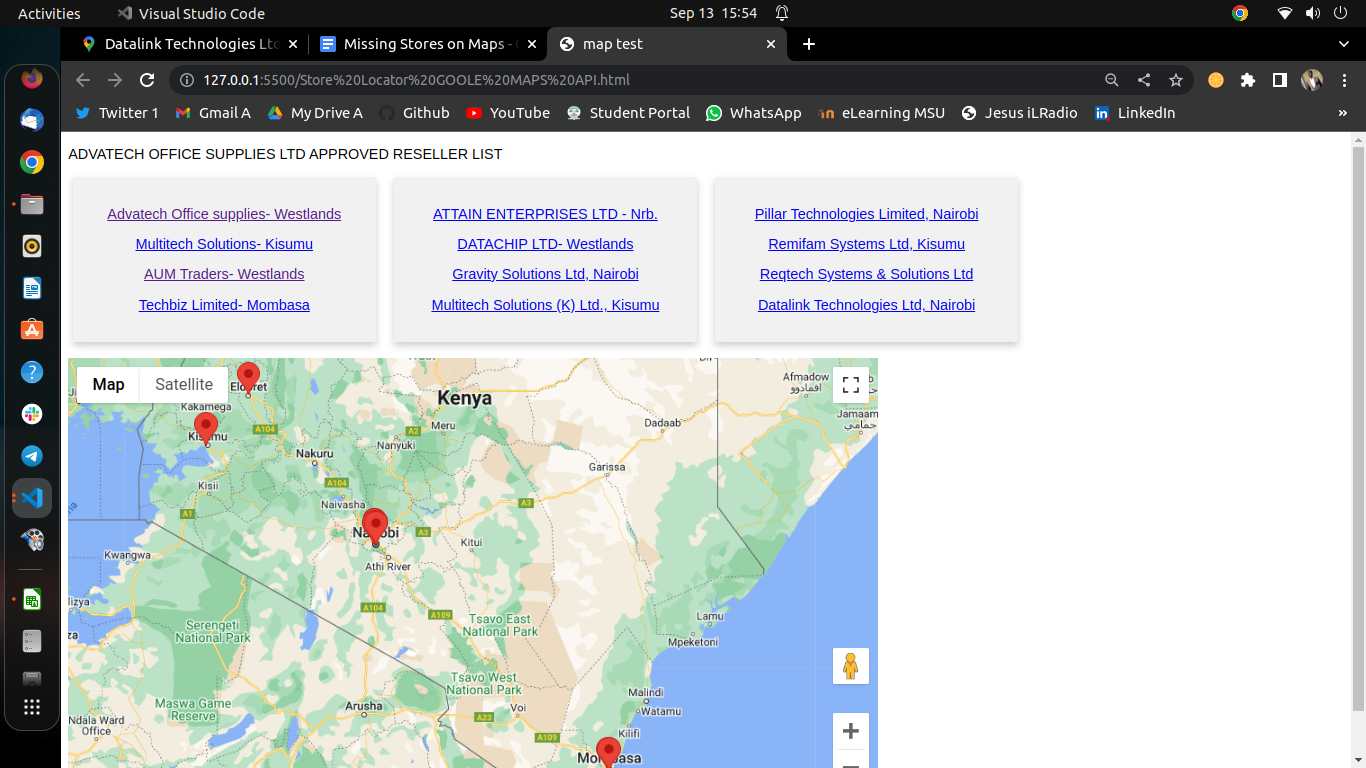 Activities
Visual Studio Code
Sep 13 15:54
Datalink Technologies Ltd
Missing Stores on Maps -
map test
127.0.0.1:5500/Store%20Locator%20GOOLE%20MAPS%20API.html
Twitter 1
Gmail A
My Drive A
Github
YouTube
Student Portal
WhatsApp
eLearning MSU
Jesus iLRadio
LinkedIn
»
ADVATECH OFFICE SUPPLIES LTD APPROVED RESELLER LIST
Advatech Office supplies- Westlands
Multitech Solutions- Kisumu
AUM Traders- Westlands
Techbiz Limited- Mombasa
ATTAIN ENTERPRISES LTD - Nrb.
DATACHIP LTD- Westlands
Gravity Solutions Ltd, Nairobi
Multitech Solutions (K) Ltd., Kisumu
Pillar Technologies Limited, Nairobi
Remifam Systems Ltd, Kisumu
Reqtech Systems & Solutions Ltd
Datalink Technologies Ltd, Nairobi
Map
Satellite
Eldoret
Kenya
Afmadow
افمادوو
Kakamega
Jamaam
حمامي
A104
A2
Meru
Dadaab
Kisumu
Nanyuki
Nakuru
Garissa
Kisii
A104
A3
Naivasha
A1
Nairobi
A3
Kitui
Kwangwa
Athi River
A104
A109
Tsavo East
National Park
Lamu
Serengeti
National Park
Mpeketoni
Tsavo West
National Park
Malindi
Maswa Game
Reserve
Arusha
Voi
Watamu
A23
Ndala Ward
Office
Kilifi
A109
Mombasa